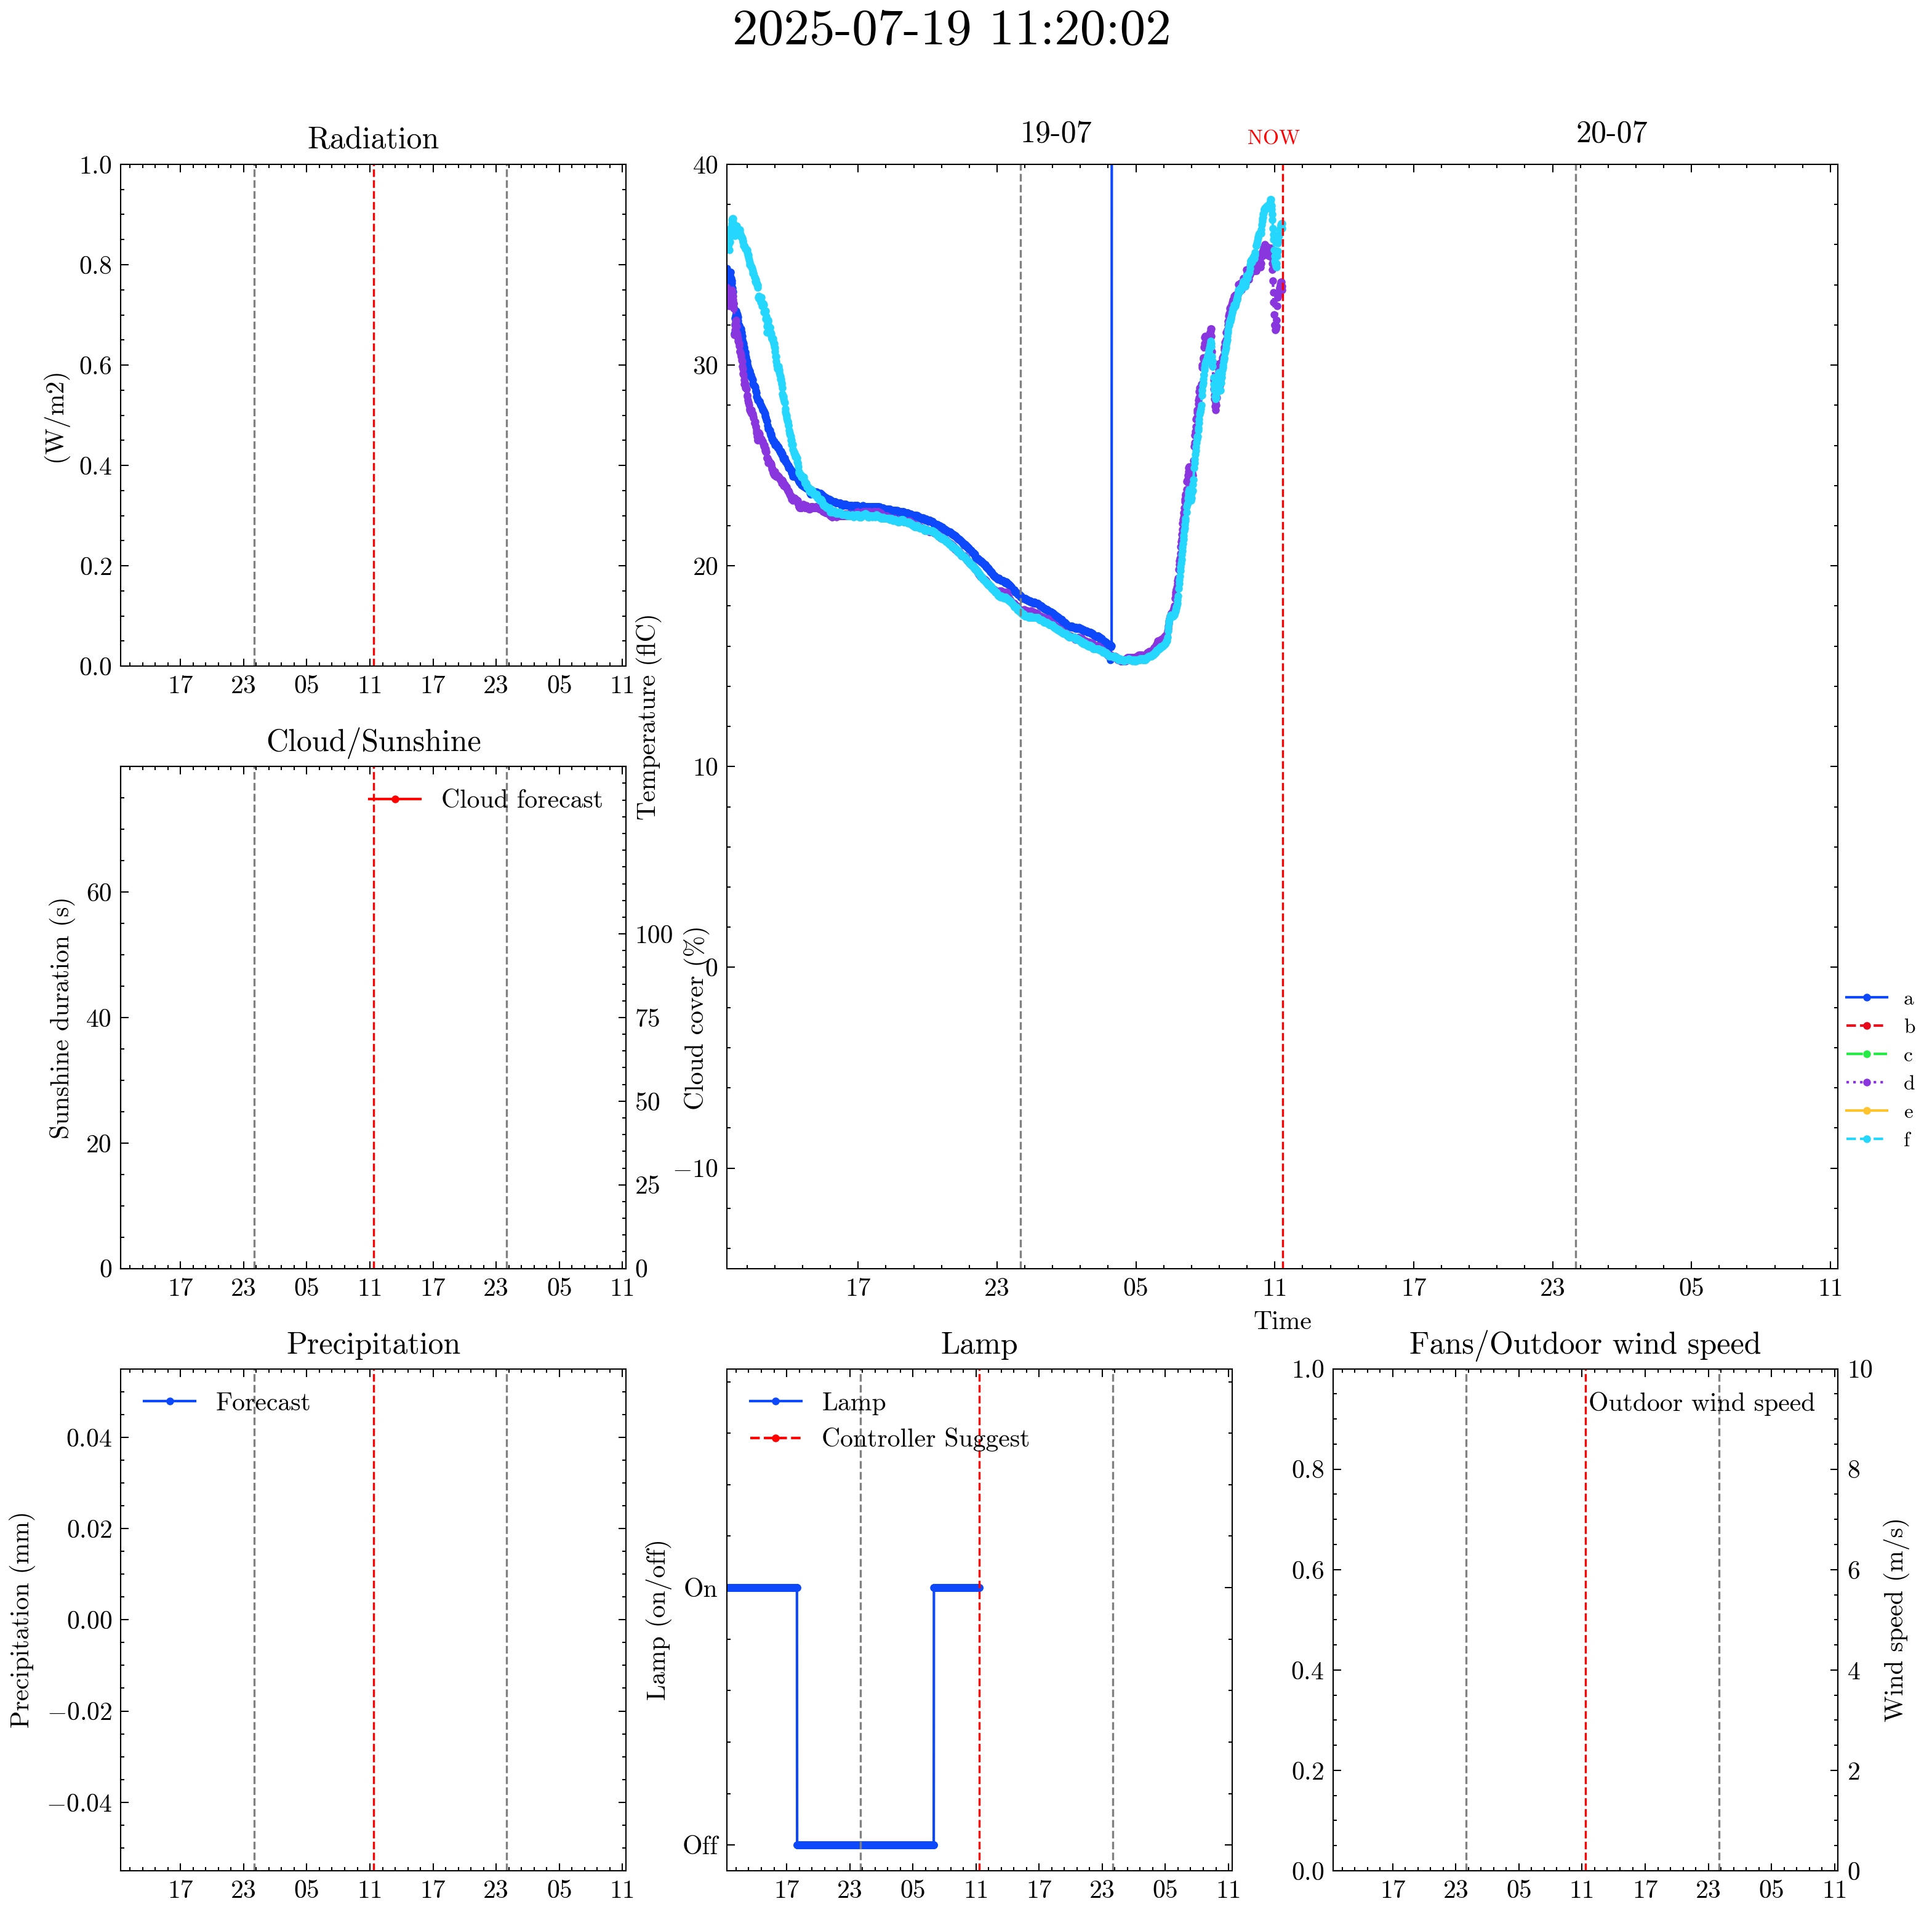 2025-07-19 11:20:02
Radiation
1.0
0.8
0.6
0.4
0.2
0.0
(W/m2)
17 23 05 11 17 23 05 11
19-07 NOW 20-07
40
30
20
10
0
−10
Temperature (flC)
17 23 05 11 17 23 05 11
Time
a
b
c
d
e
f
Cloud/Sunshine
Cloud forecast
60
40
20
0
Sunshine duration (s)
100
75
50
25
0
Cloud cover (%)
17 23 05 11 17 23 05 11
Precipitation
Forecast
0.04
0.02
0.00
−0.02
−0.04
Precipitation (mm)
17 23 05 11 17 23 05 11
Lamp
Lamp
Controller Suggest
On
Off
Lamp (on/off)
17 23 05 11 17 23 05 11
Fans/Outdoor wind speed
Outdoor wind speed
1.0
0.8
0.6
0.4
0.2
0.0
10
8
6
4
2
0
Wind speed (m/s)
17 23 05 11 17 23 05 11